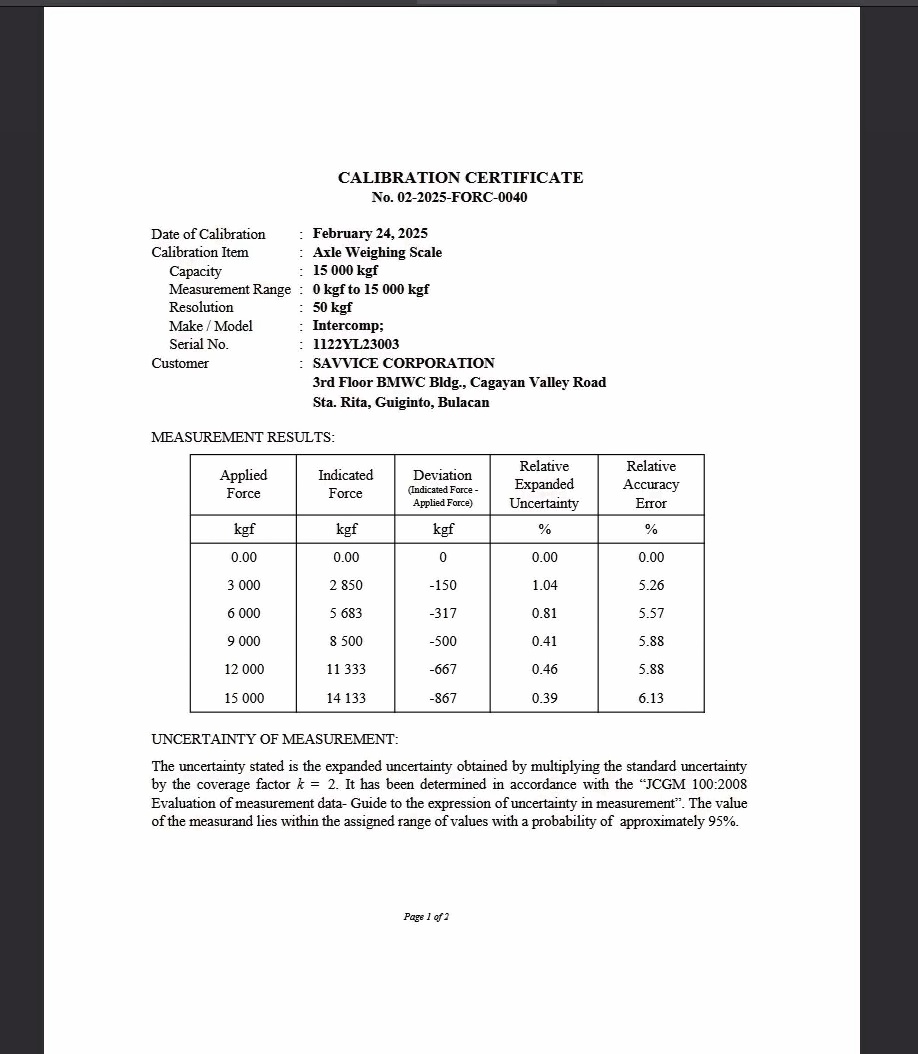 CALIBRATION CERTIFICATE
No. 02-2025-FORC-0040
Date of Calibration : February 24, 2025
Calibration Item : Axle Weighing Scale
Capacity : 15 000 kgf
Measurement Range : 0 kgf to 15 000 kgf
Resolution : 50 kgf
Make / Model : Intercomp;
Serial No. : 1122YL23003
Customer : SAVVICE CORPORATION
3rd Floor BMWC Bldg., Cagayan Valley Road
Sta. Rita, Guiginto, Bulacan
MEASUREMENT RESULTS:
Applied Force Indicated Force Deviation (Indicated Force - Applied Force) Relative Expanded Uncertainty Relative Accuracy Error
kgf kgf kgf % %
0.00 0.00 0 0.00 0.00
3 000 2 850 -150 1.04 5.26
6 000 5 683 -317 0.81 5.57
9 000 8 500 -500 0.41 5.88
12 000 11 333 -667 0.46 5.88
15 000 14 133 -867 0.39 6.13
UNCERTAINTY OF MEASUREMENT:
The uncertainty stated is the expanded uncertainty obtained by multiplying the standard uncertainty
by the coverage factor k = 2. It has been determined in accordance with the “JCGM 100:2008
Evaluation of measurement data- Guide to the expression of uncertainty in measurement”. The value
of the measurand lies within the assigned range of values with a probability of approximately 95%.
Page 1 of 2